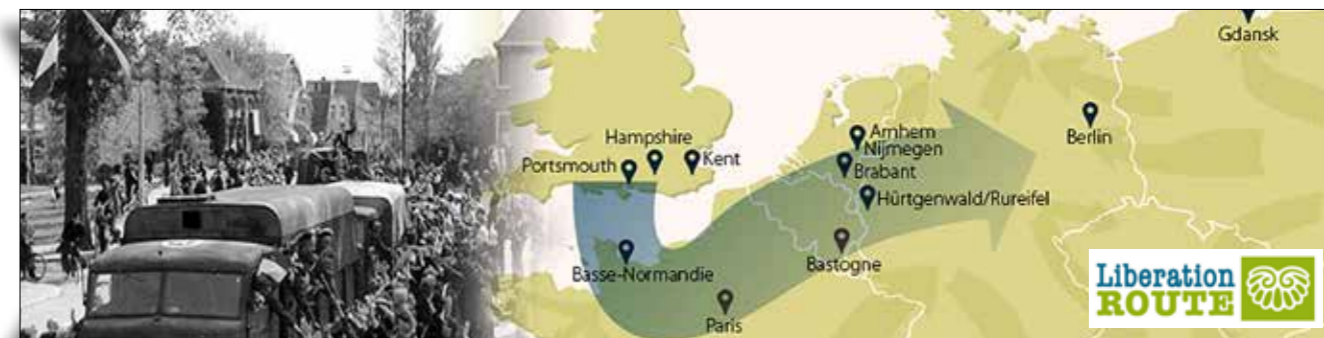 Gdansk
Hampshire
Portsmouth
Kent
Arnhem
Nijmegen
Berlin
Brabant
Hürtgenwald/Rureifel
Basse-Normandie
Bastogne
Paris
Liberation
ROUTE